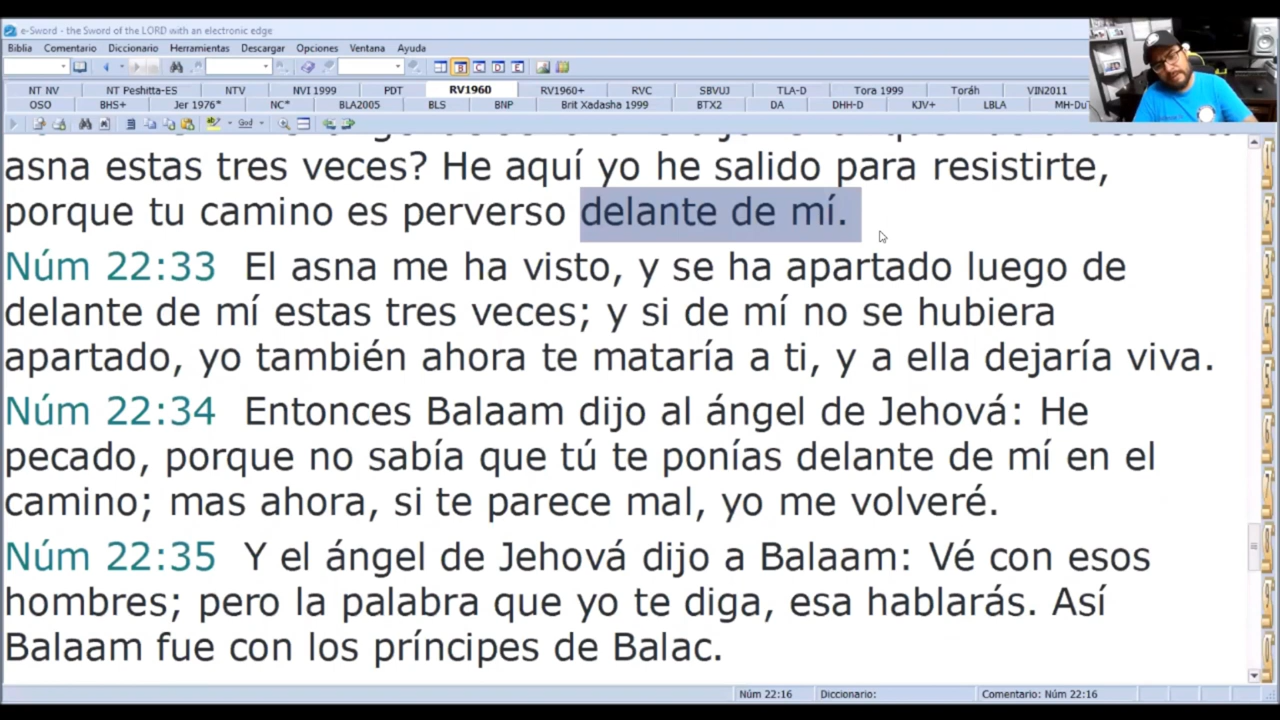 e-Sword - the Sword of the LORD with an electronic edge
Biblia Comentario Diccionario Herramientas Descargar Opciones Ventana Ayuda
NT NV NT Peshitta-ES NTV NVI 1999 PDT RV1960 RV1960+ RVC SBVUJ TLA-D Tora 1999 Toráh VIN2011
OSO BHS+ Jer 1976* NC* BLA2005 BLS BNP Brit Xadasha 1999 BTX2 DA DHH-D KJV+ LBLA
God
asna estas tres veces? He aquí yo he salido para resistirte,
porque tu camino es perverso delante de mí.
Núm 22:33 El asna me ha visto, y se ha apartado luego de
delante de mí estas tres veces; y si de mí no se hubiera
apartado, yo también ahora te mataría a ti, y a ella dejaría viva.
Núm 22:34 Entonces Balaam dijo al ángel de Jehová: He
pecado, porque no sabía que tú te ponías delante de mí en el
camino; mas ahora, si te parece mal, yo me volveré.
Núm 22:35 Y el ángel de Jehová dijo a Balaam: Vé con esos
hombres; pero la palabra que yo te diga, esa hablarás. Así
Balaam fue con los príncipes de Balac.
Núm 22:16 Diccionario: Comentario: Núm 22:16